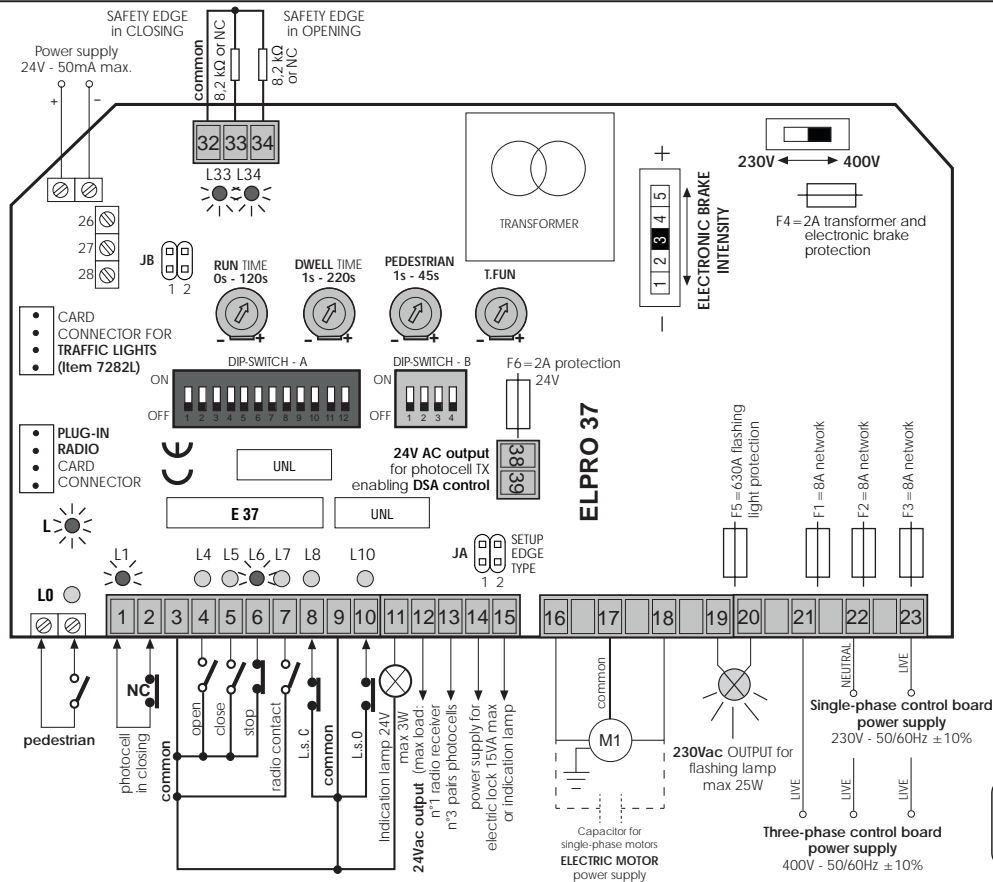 SAFETY EDGE
in CLOSING
SAFETY EDGE
in OPENING
Power supply
24V - 50mA max.
+
−
common
8,2 kΩ or NC
8,2 kΩ
or NC
32 33 34
L33 L34
26
27
28
JB
1 2
RUN TIME
0s - 120s
- +
DWELL TIME
1s - 220s
- +
PEDESTRIAN
1s - 45s
- +
T.FUN
- +
TRANSFORMER
+
1 2 3 4 5
−
ELECTRONIC BRAKE
INTENSITY
230V 400V
F4=2A transformer and
electronic brake
protection
CARD
CONNECTOR FOR
TRAFFIC LIGHTS
(Item 7282L)
DIP-SWITCH - A
ON
OFF
1 2 3 4 5 6 7 8 9 10 11 12
DIP-SWITCH - B
ON
OFF
1 2 3 4
F6=2A protection
24V
PLUG-IN
RADIO
CARD
CONNECTOR
CE
UNL
E 37
UNL
24V AC output
for photocell TX
enabling DSA control
38 39
ELPRO 37
F5=630A flashing
light protection
F1=8A network
F2=8A network
F3=8A network
L
L0
L1
L4 L5 L6 L7 L8 L10
JA
1 2
SETUP
EDGE
TYPE
1 2 3 4 5 6 7 8 9 10 11 12 13 14 15
16 17 18 19 20 21 22 23
pedestrian
NC
photocell
in closing
common
open
close
stop
radio contact
L.s. C
common
L.s.O
Indication lamp 24V
max 3W
24Vac output (max load:
n°1 radio receiver
n°3 pairs photocells
power supply for
electric lock 15VA max
or indication lamp
common
M1
Capacitor for
single-phase motors
ELECTRIC MOTOR
power supply
230Vac OUTPUT for
flashing lamp
max 25W
NEUTRAL
LIVE
Single-phase control board
power supply
230V - 50/60Hz ±10%
LIVE
LIVE
LIVE
Three-phase control board
power supply
400V - 50/60Hz ±10%